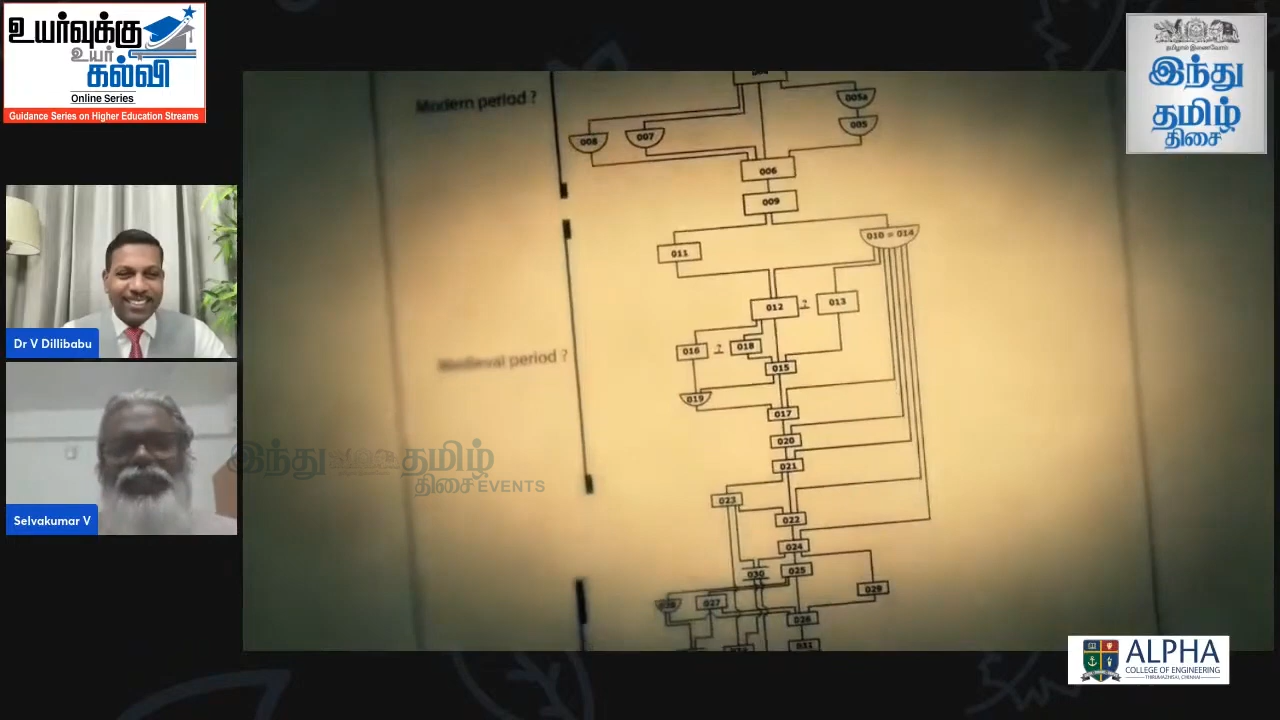 உயர்வுக்கு
உயர்
கல்வி
Online Series
Guidance Series on Higher Education Streams
இந்து
தமிழ்
திசை
Dr V Dillibabu
Selvakumar V
Modern period ?
005a
008
007
005
006
009
011
010 = 014
012
?
013
016
?
018
015
019
017
020
021
023
022
024
030
025
029
027
026
031
Medieval period ?
இந்து தமிழ்
திசை EVENTS
ALPHA
COLLEGE OF ENGINEERING
THIRUMAZHISAI, CHENNAI